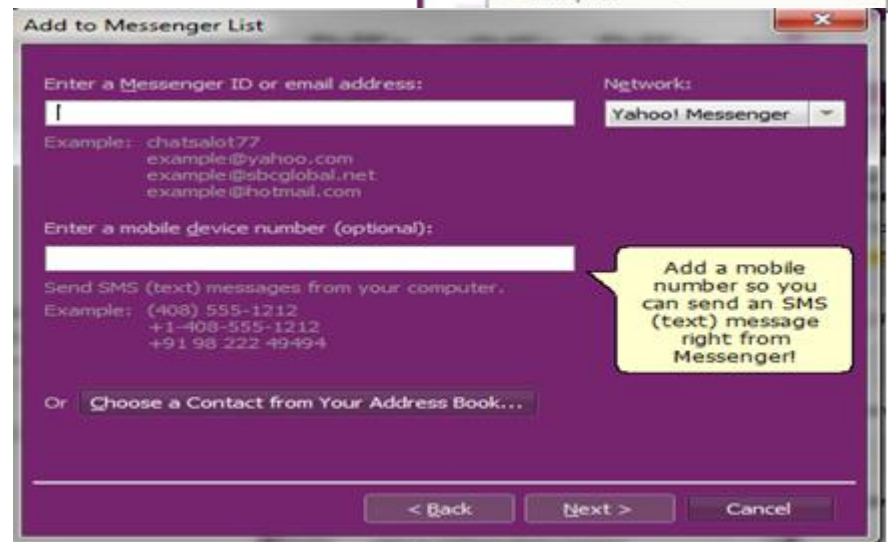 Add to Messenger List
Enter a Messenger ID or email address:
Network:
Yahoo! Messenger
Example: chatsalot77
example@yahoo.com
example@sbcglobal.net
example@hotmail.com
Enter a mobile device number (optional):
Send SMS (text) messages from your computer.
Example: (408) 555-1212
+1-408-555-1212
+91 98 222 49494
Add a mobile
number so you
can send an SMS
(text) message
right from
Messenger!
Or Choose a Contact from Your Address Book...
< Back Next > Cancel